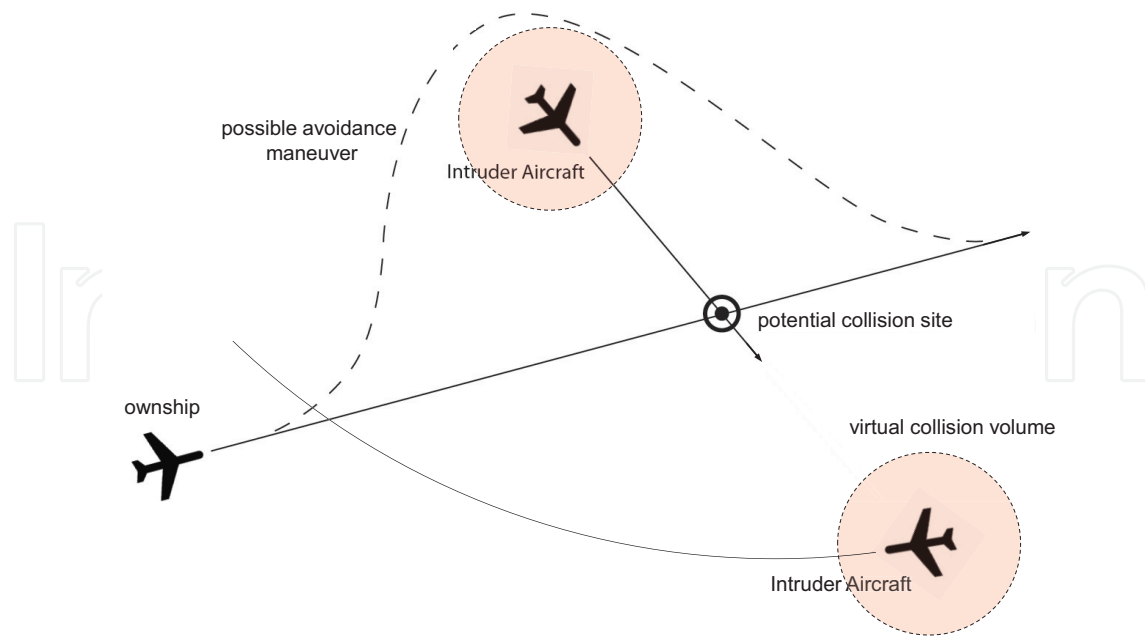 possible avoidance
maneuver
Intruder Aircraft
potential collision site
ownship
virtual collision volume
Intruder Aircraft